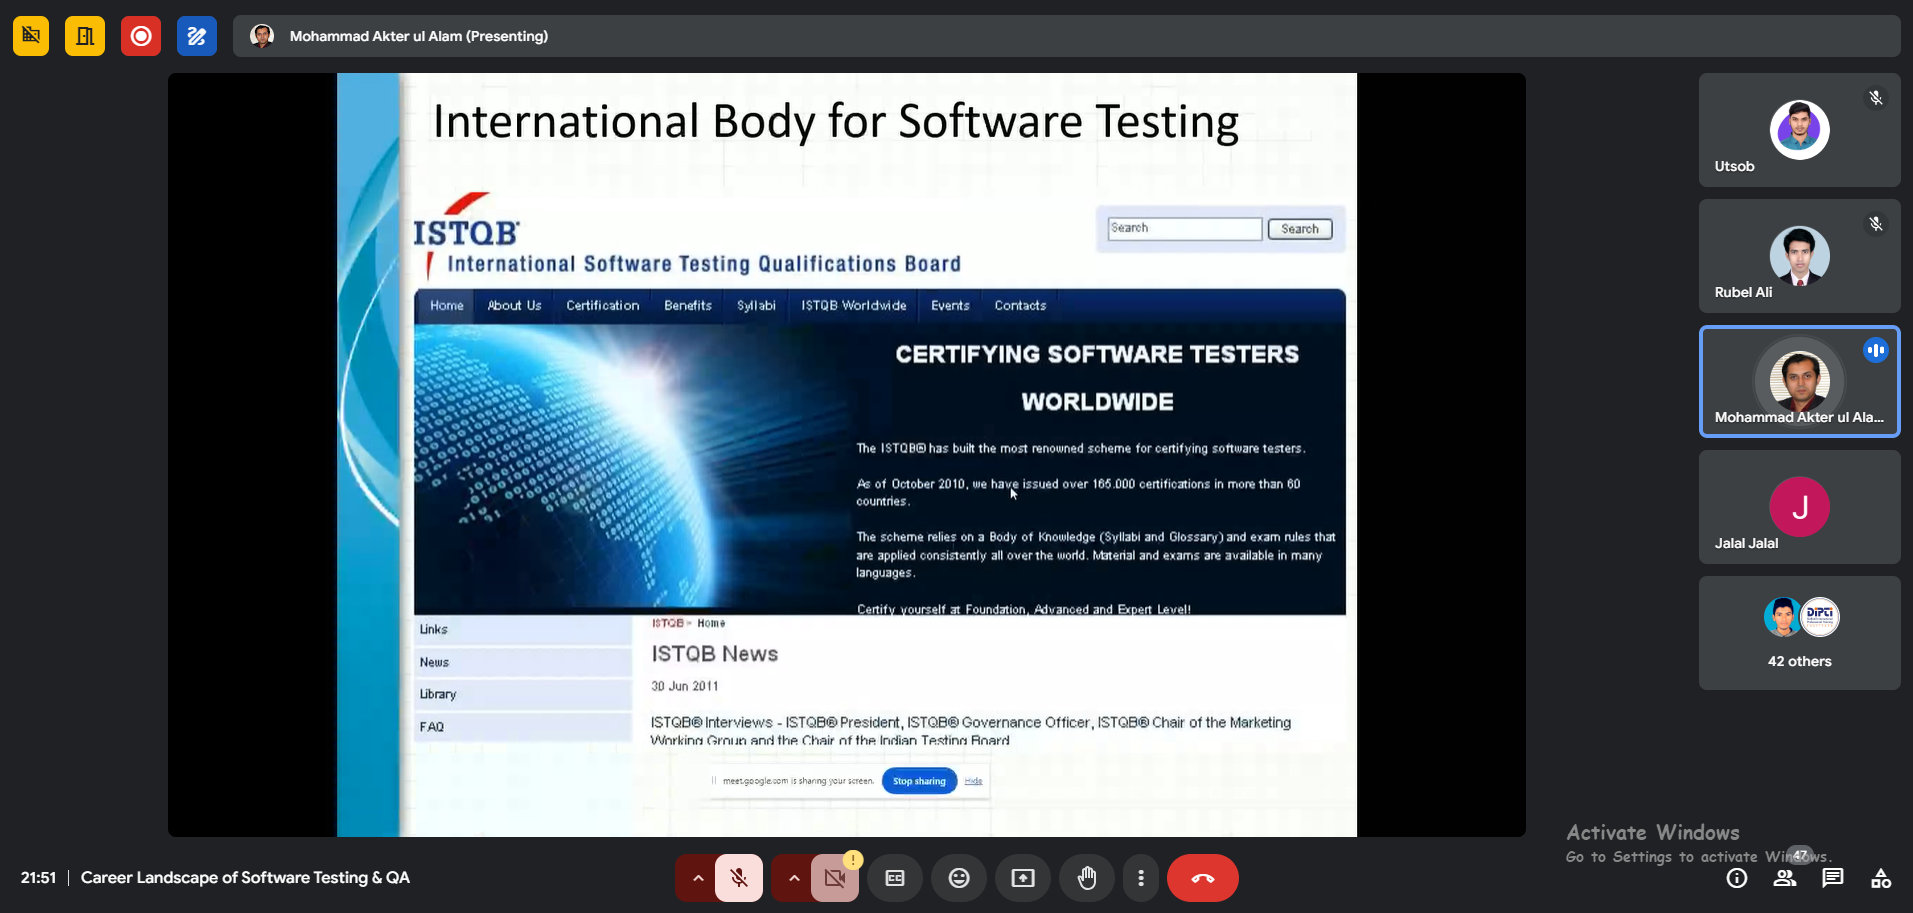 Mohammad Akter ul Alam (Presenting)
International Body for Software Testing
ISTQB®
International Software Testing Qualifications Board
Search
Search
Home
About Us
Certification
Benefits
Syllabi
ISTQB Worldwide
Events
Contacts
CERTIFYING SOFTWARE TESTERS
WORLDWIDE
The ISTQB® has built the most renowned scheme for certifying software testers.
As of October 2010, we have issued over 165.000 certifications in more than 60
countries.
The scheme relies on a Body of Knowledge (Syllabi and Glossary) and exam rules that
are applied consistently all over the world. Material and exams are available in many
languages.
Certify yourself at Foundation, Advanced and Expert Level!
Links
News
Library
FAQ
ISTQB > Home
ISTQB News
30 Jun 2011
ISTQB® Interviews - ISTQB® President, ISTQB® Governance Officer, ISTQB® Chair of the Marketing
Working Group and the Chair of the Indian Testing Board
meet.google.com is sharing your screen.
Stop sharing
Hide
Utsob
Rubel Ali
Mohammad Akter ul Ala...
J
Jalal Jalal
DIPTI
42 others
Activate Windows
Go to Settings to activate Windows.
47
21:51 | Career Landscape of Software Testing & QA